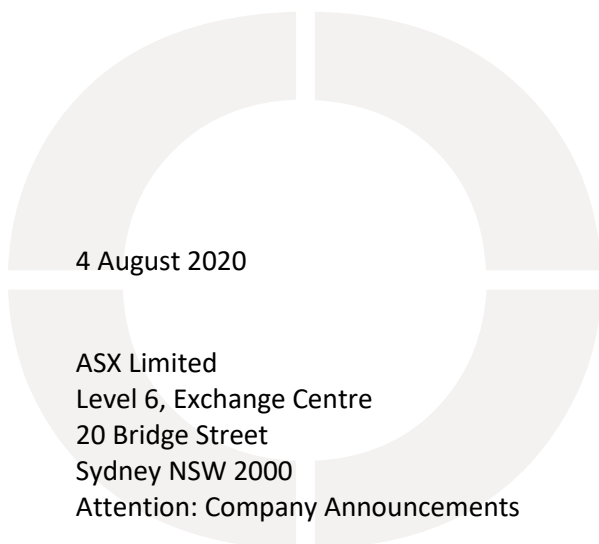 4 August 2020
ASX Limited
Level 6, Exchange Centre
20 Bridge Street
Sydney NSW 2000
Attention: Company Announcements